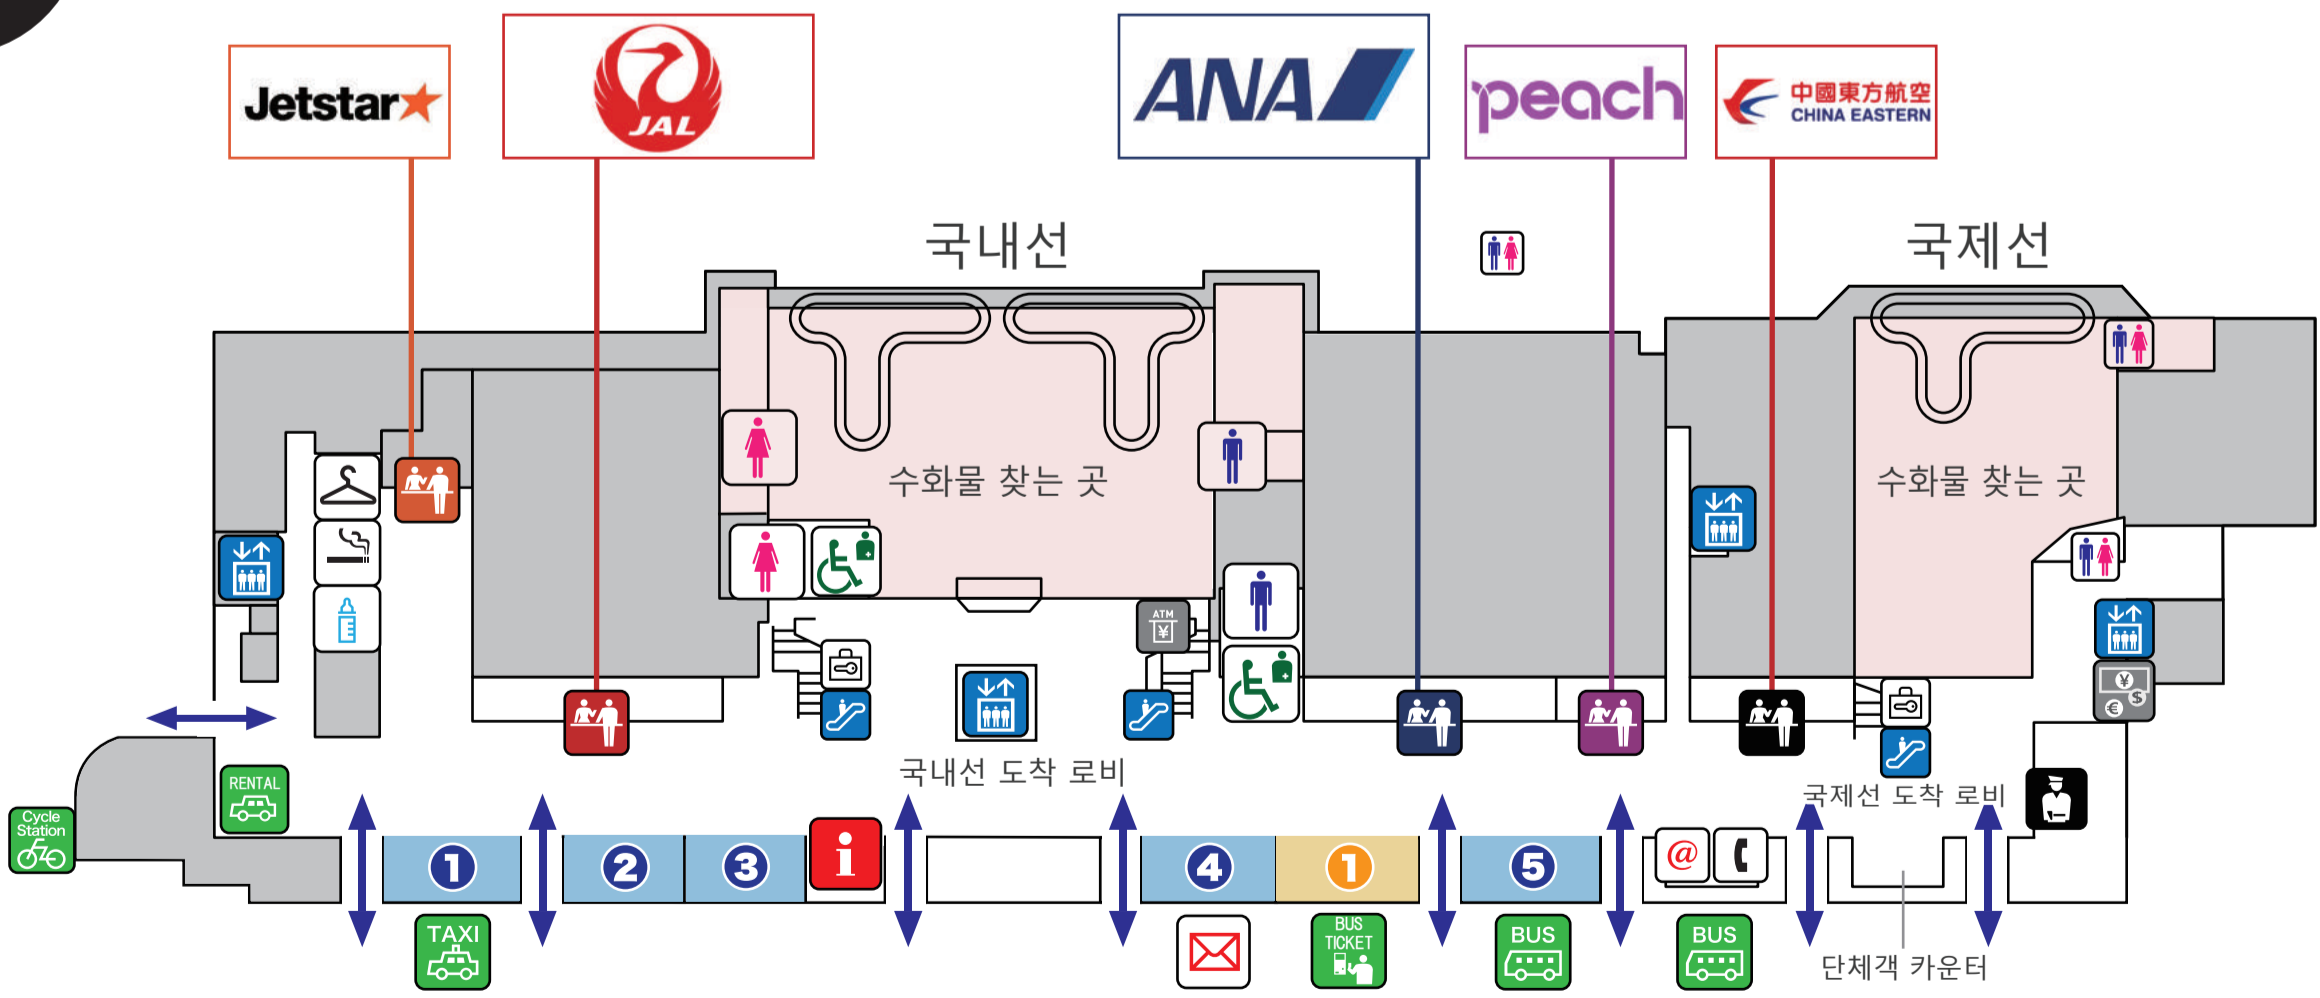 Jetstar
JAL
ANA
peach
中國東方航空
CHINA EASTERN
국내선
국제선
수화물 찾는 곳
수화물 찾는 곳
ATM
¥
¥
$
€
국내선 도착 로비
국제선 도착 로비
RENTAL
Cycle
Station
1
2
3
i
4
1
5
@
TAXI
BUS
TICKET
BUS
BUS
단체객 카운터